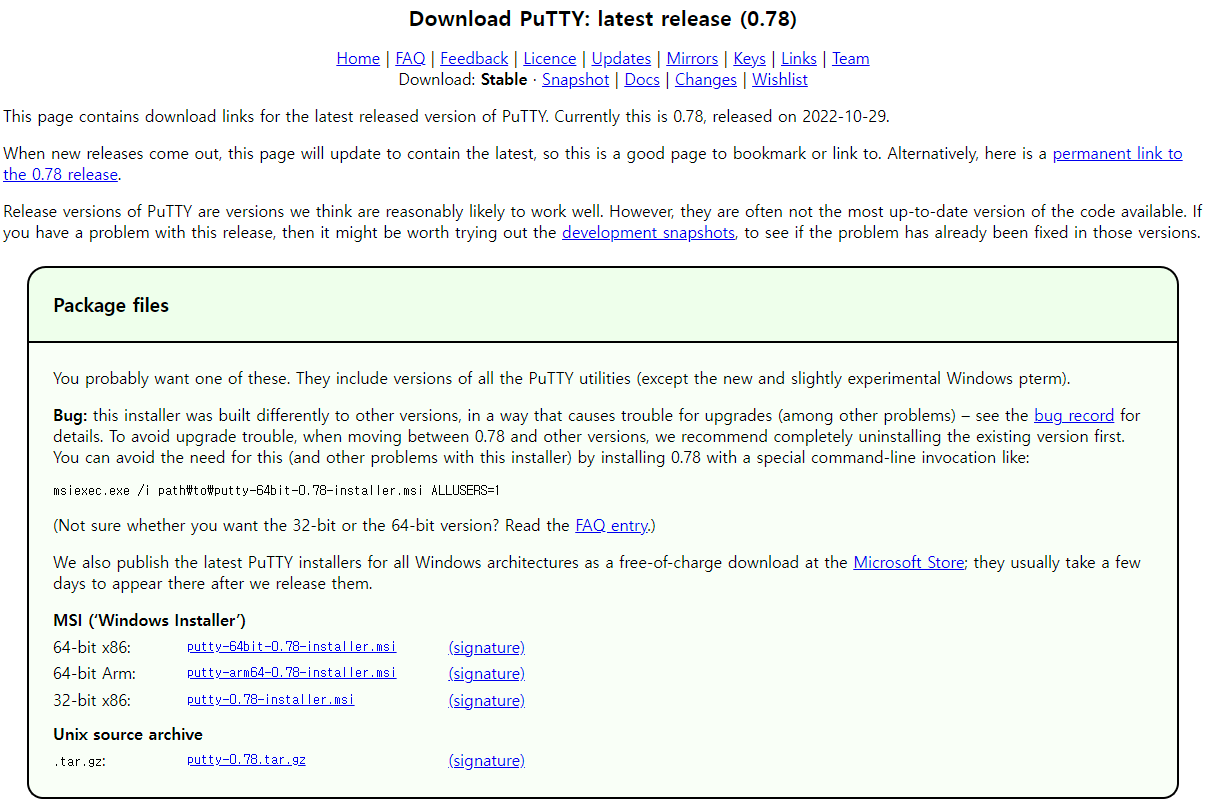 Download PuTTY: latest release (0.78)
Home | FAQ | Feedback | Licence | Updates | Mirrors | Keys | Links | Team
Download: Stable · Snapshot | Docs | Changes | Wishlist
This page contains download links for the latest released version of PuTTY. Currently this is 0.78, released on 2022-10-29.
When new releases come out, this page will update to contain the latest, so this is a good page to bookmark or link to. Alternatively, here is a permanent link to
the 0.78 release.
Release versions of PuTTY are versions we think are reasonably likely to work well. However, they are often not the most up-to-date version of the code available. If
you have a problem with this release, then it might be worth trying out the development snapshots, to see if the problem has already been fixed in those versions.
Package files
You probably want one of these. They include versions of all the PuTTY utilities (except the new and slightly experimental Windows pterm).
Bug: this installer was built differently to other versions, in a way that causes trouble for upgrades (among other problems) – see the bug record for
details. To avoid upgrade trouble, when moving between 0.78 and other versions, we recommend completely uninstalling the existing version first.
You can avoid the need for this (and other problems with this installer) by installing 0.78 with a special command-line invocation like:
msiexec.exe /i path₩to₩putty-64bit-0.78-installer.msi ALLUSERS=1
(Not sure whether you want the 32-bit or the 64-bit version? Read the FAQ entry.)
We also publish the latest PuTTY installers for all Windows architectures as a free-of-charge download at the Microsoft Store; they usually take a few
days to appear there after we release them.
MSI (‘Windows Installer’)
64-bit x86: putty-64bit-0.78-installer.msi (signature)
64-bit Arm: putty-arm64-0.78-installer.msi (signature)
32-bit x86: putty-0.78-installer.msi (signature)
Unix source archive
.tar.gz: putty-0.78.tar.gz (signature)